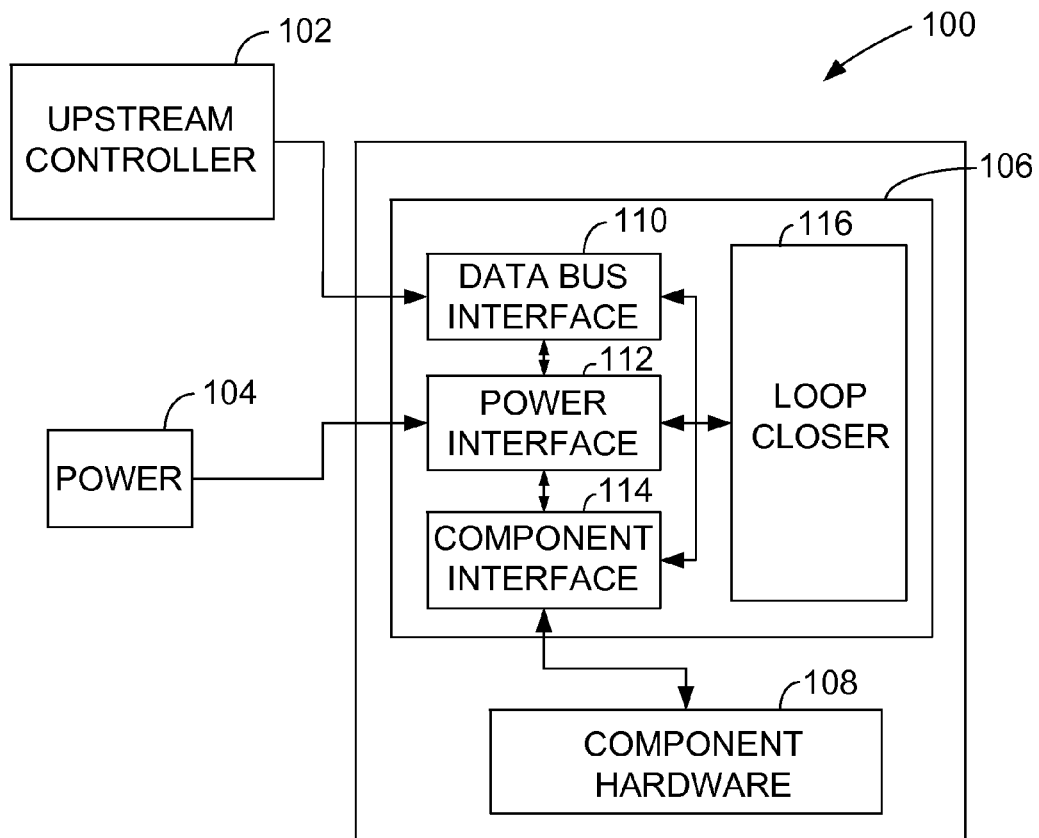 100
102
UPSTREAM
CONTROLLER
106
110
116
DATA BUS
INTERFACE
112
104
POWER
INTERFACE
LOOP
CLOSER
POWER
114
COMPONENT
INTERFACE
108
COMPONENT
HARDWARE